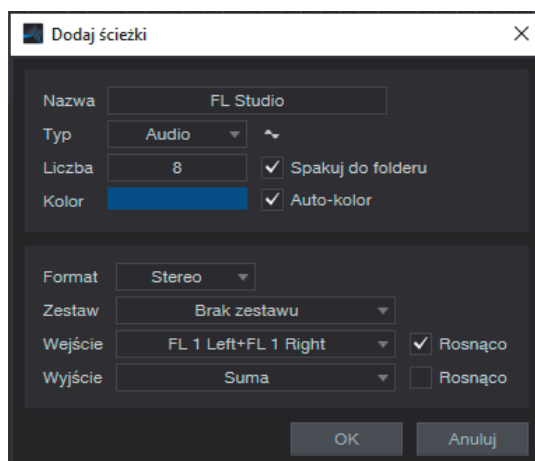 Dodaj ścieżki
Nazwa FL Studio
Typ Audio
Liczba 8 Spakuj do folderu
Kolor Auto-kolor
Format Stereo
Zestaw Brak zestawu
Wejście FL 1 Left+FL 1 Right Rosnąco
Wyjście Suma Rosnąco
OK Anuluj